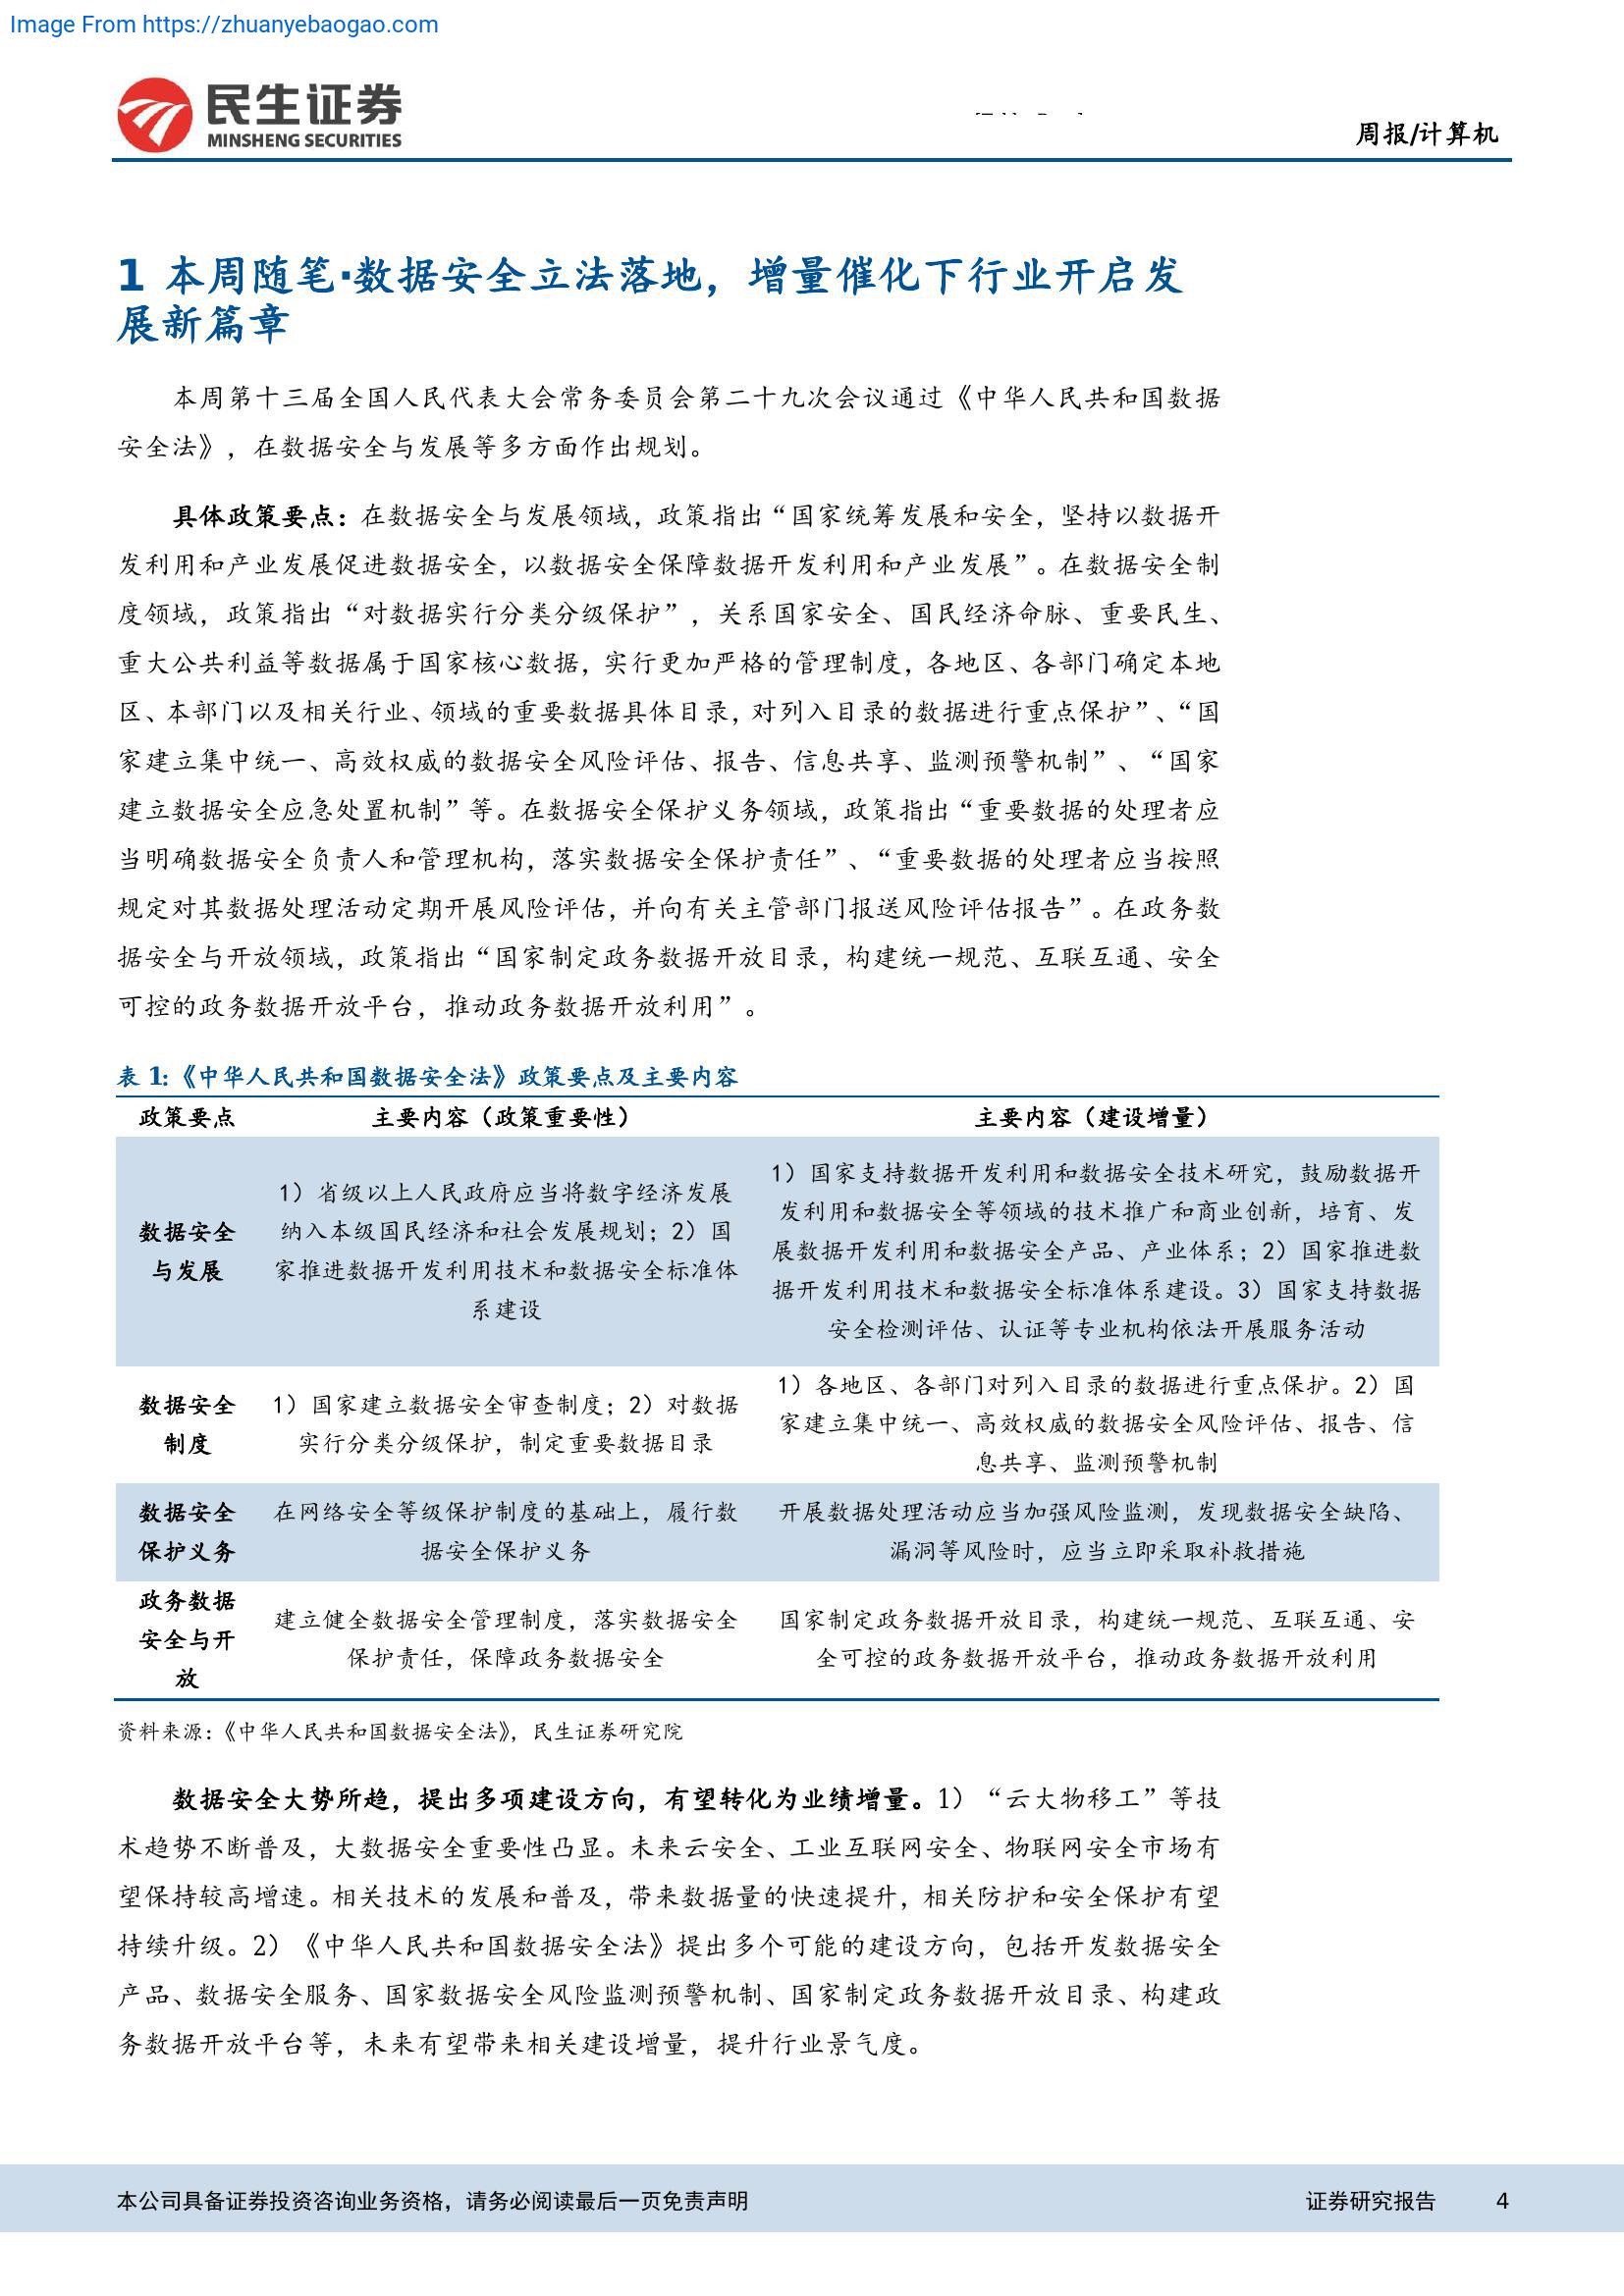 Image From https://zhuanyebaogao.com
民生证券
MINSHENG SECURITIES
周报/计算机
1 本周随笔·数据安全立法落地，增量催化下行业开启发
展新篇章
本周第十三届全国人民代表大会常务委员会第二十九次会议通过《中华人民共和国数据
安全法》，在数据安全与发展等多方面作出规划。
具体政策要点：在数据安全与发展领域，政策指出“国家统筹发展和安全，坚持以数据开
发利用和产业发展促进数据安全，以数据安全保障数据开发利用和产业发展”。在数据安全制
度领域，政策指出“对数据实行分类分级保护”，关系国家安全、国民经济命脉、重要民生、
重大公共利益等数据属于国家核心数据，实行更加严格的管理制度，各地区、各部门确定本地
区、本部门以及相关行业、领域的重要数据具体目录，对列入目录的数据进行重点保护”、“国
家建立集中统一、高效权威的数据安全风险评估、报告、信息共享、监测预警机制”、“国家
建立数据安全应急处置机制”等。在数据安全保护义务领域，政策指出“重要数据的处理者应
当明确数据安全负责人和管理机构，落实数据安全保护责任”、“重要数据的处理者应当按照
规定对其数据处理活动定期开展风险评估，并向有关主管部门报送风险评估报告”。在政务数
据安全与开放领域，政策指出“国家制定政务数据开放目录，构建统一规范、互联互通、安全
可控的政务数据开放平台，推动政务数据开放利用”。
表 1:《中华人民共和国数据安全法》政策要点及主要内容
政策要点 主要内容（政策重要性） 主要内容（建设增量）
数据安全
与发展
1）省级以上人民政府应当将数字经济发展
纳入本级国民经济和社会发展规划；2）国
家推进数据开发利用技术和数据安全标准体
系建设
1）国家支持数据开发利用和数据安全技术研究，鼓励数据开
发利用和数据安全等领域的技术推广和商业创新，培育、发
展数据开发利用和数据安全产品、产业体系；2）国家推进数
据开发利用技术和数据安全标准体系建设。3）国家支持数据
安全检测评估、认证等专业机构依法开展服务活动
数据安全
制度
1）国家建立数据安全审查制度；2）对数据
实行分类分级保护，制定重要数据目录
1）各地区、各部门对列入目录的数据进行重点保护。2）国
家建立集中统一、高效权威的数据安全风险评估、报告、信
息共享、监测预警机制
数据安全
保护义务
在网络安全等级保护制度的基础上，履行数
据安全保护义务
开展数据处理活动应当加强风险监测，发现数据安全缺陷、
漏洞等风险时，应当立即采取补救措施
政务数据
安全与开
放
建立健全数据安全管理制度，落实数据安全
保护责任，保障政务数据安全
国家制定政务数据开放目录，构建统一规范、互联互通、安
全可控的政务数据开放平台，推动政务数据开放利用
资料来源：《中华人民共和国数据安全法》，民生证券研究院
数据安全大势所趋，提出多项建设方向，有望转化为业绩增量。1）“云大物移工”等技
术趋势不断普及，大数据安全重要性凸显。未来云安全、工业互联网安全、物联网安全市场有
望保持较高增速。相关技术的发展和普及，带来数据量的快速提升，相关防护和安全保护有望
持续升级。2）《中华人民共和国数据安全法》提出多个可能的建设方向，包括开发数据安全
产品、数据安全服务、国家数据安全风险监测预警机制、国家制定政务数据开放目录、构建政
务数据开放平台等，未来有望带来相关建设增量，提升行业景气度。
本公司具备证券投资咨询业务资格，请务必阅读最后一页免责声明
证券研究报告 4